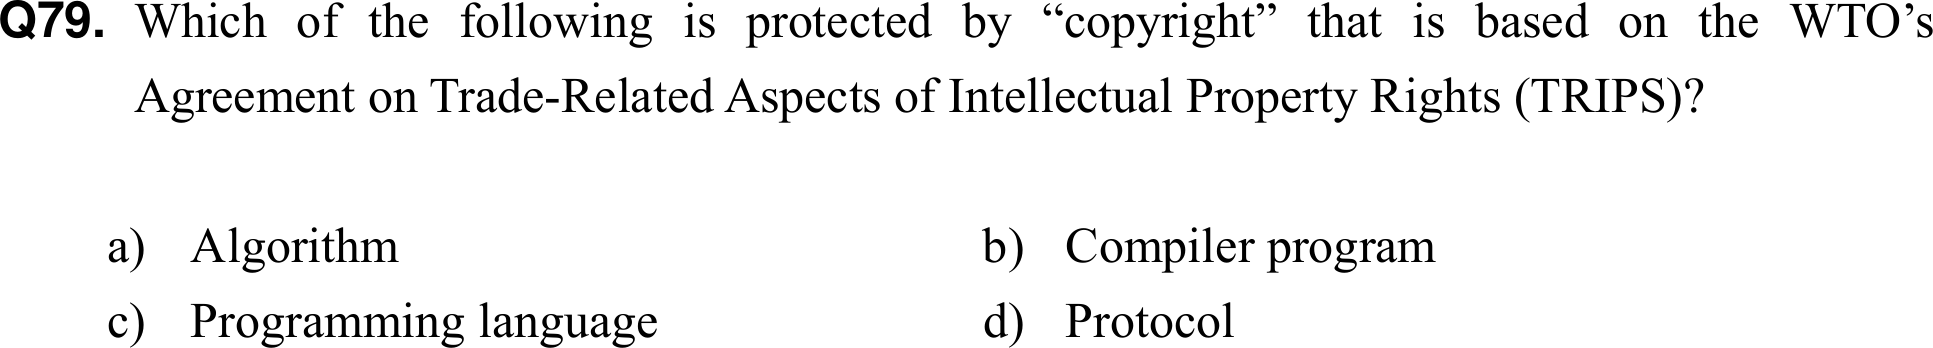 Q79. Which of the following is protected by “copyright” that is based on the WTO’s
Agreement on Trade-Related Aspects of Intellectual Property Rights (TRIPS)?
a) Algorithm b) Compiler program
c) Programming language d) Protocol